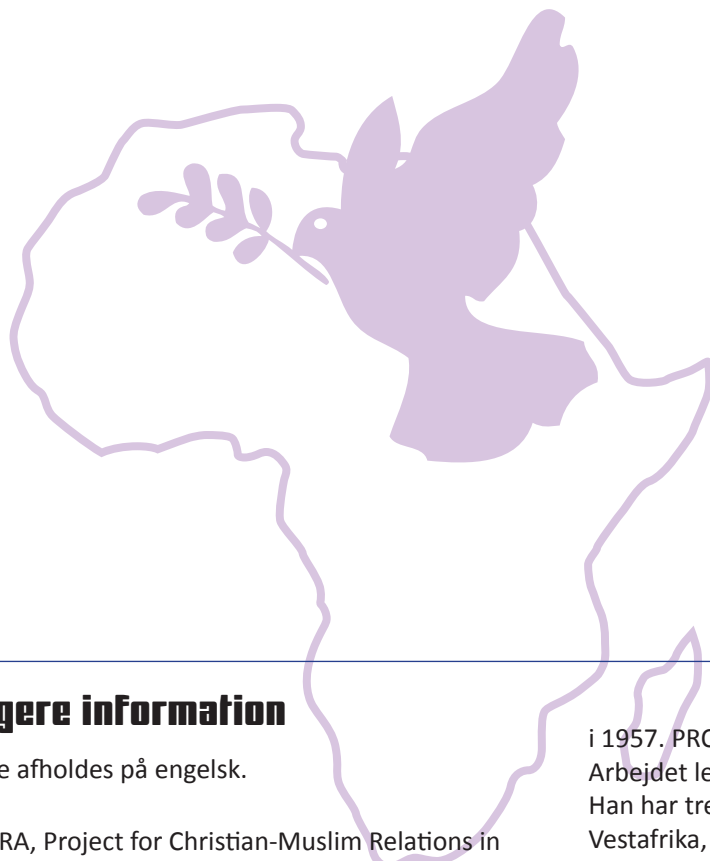 gere information
e afholdes på engelsk.
RA, Project for Christian-Muslim Relations in
i 1957. PRO
Arbejdet le
Han har tre
Vestafrika,